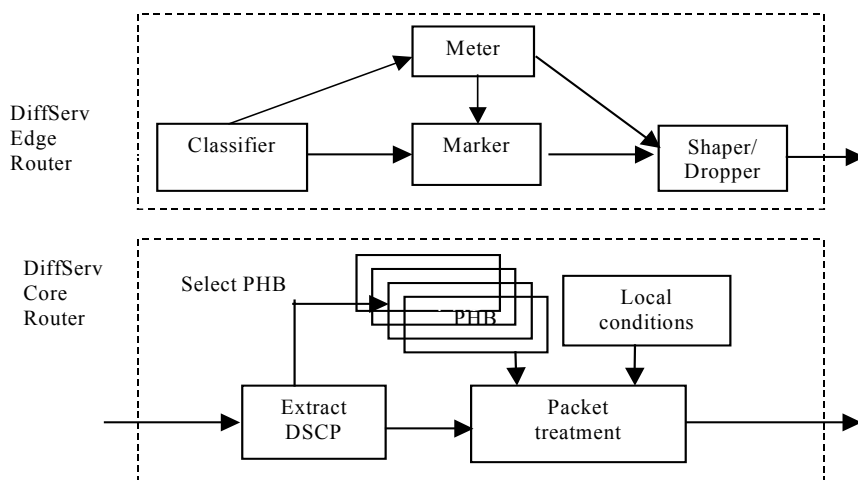 Meter
DiffServ
Edge
Router
Classifier
Marker
Shaper/
Dropper
DiffServ
Core
Router
Select PHB
PHB
Local
conditions
Extract
DSCP
Packet
treatment